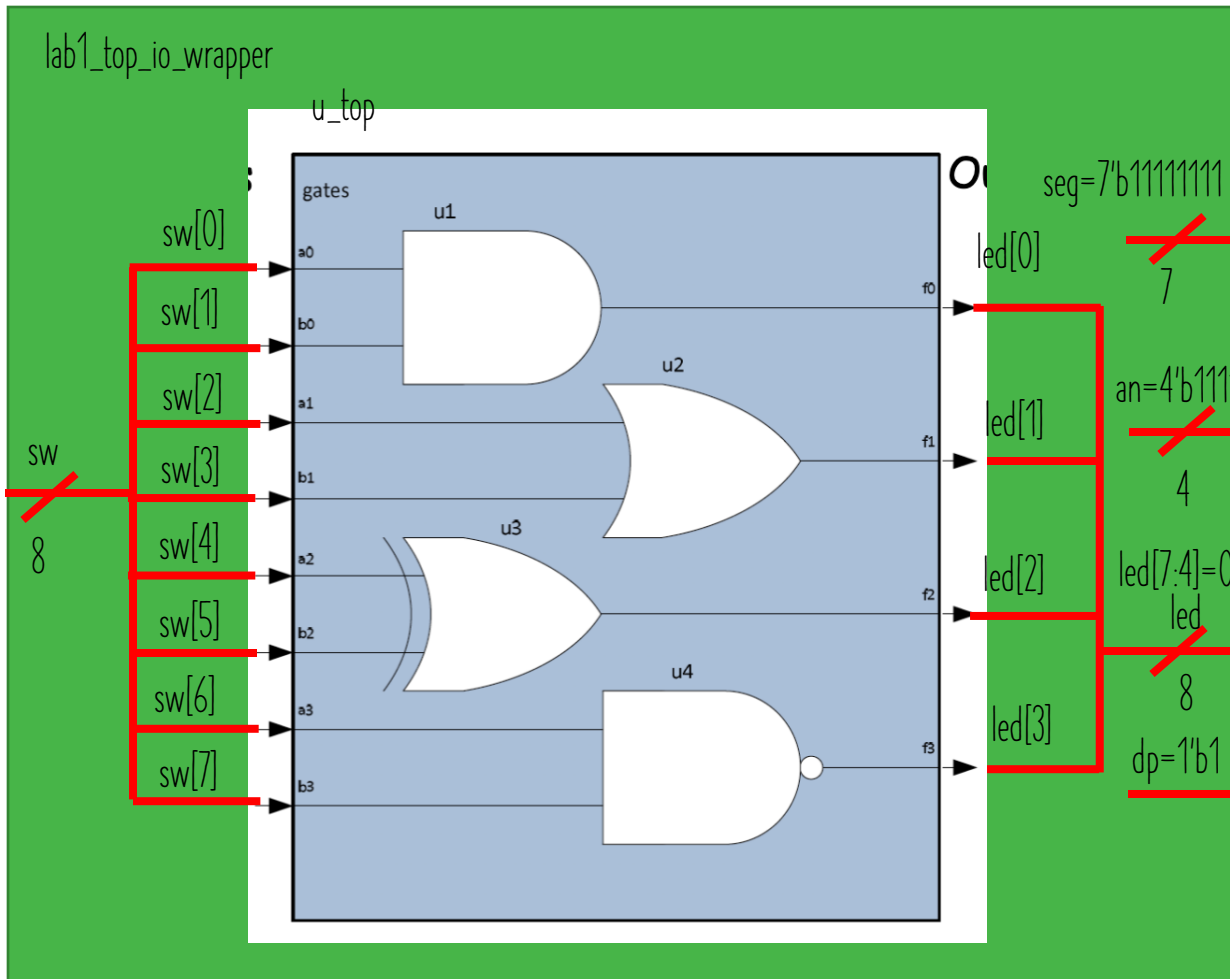 lab1_top_io_wrapper
u_top
gates
u1
a0
b0
a1
b1
a2
b2
a3
b3
u2
u3
u4
f0
f1
f2
f3
sw
8
sw[0]
sw[1]
sw[2]
sw[3]
sw[4]
sw[5]
sw[6]
sw[7]
led[0]
led[1]
led[2]
led[3]
seg=7'b11111111
7
an=4'b111
4
led[7:4]=0
led
8
dp=1'b1